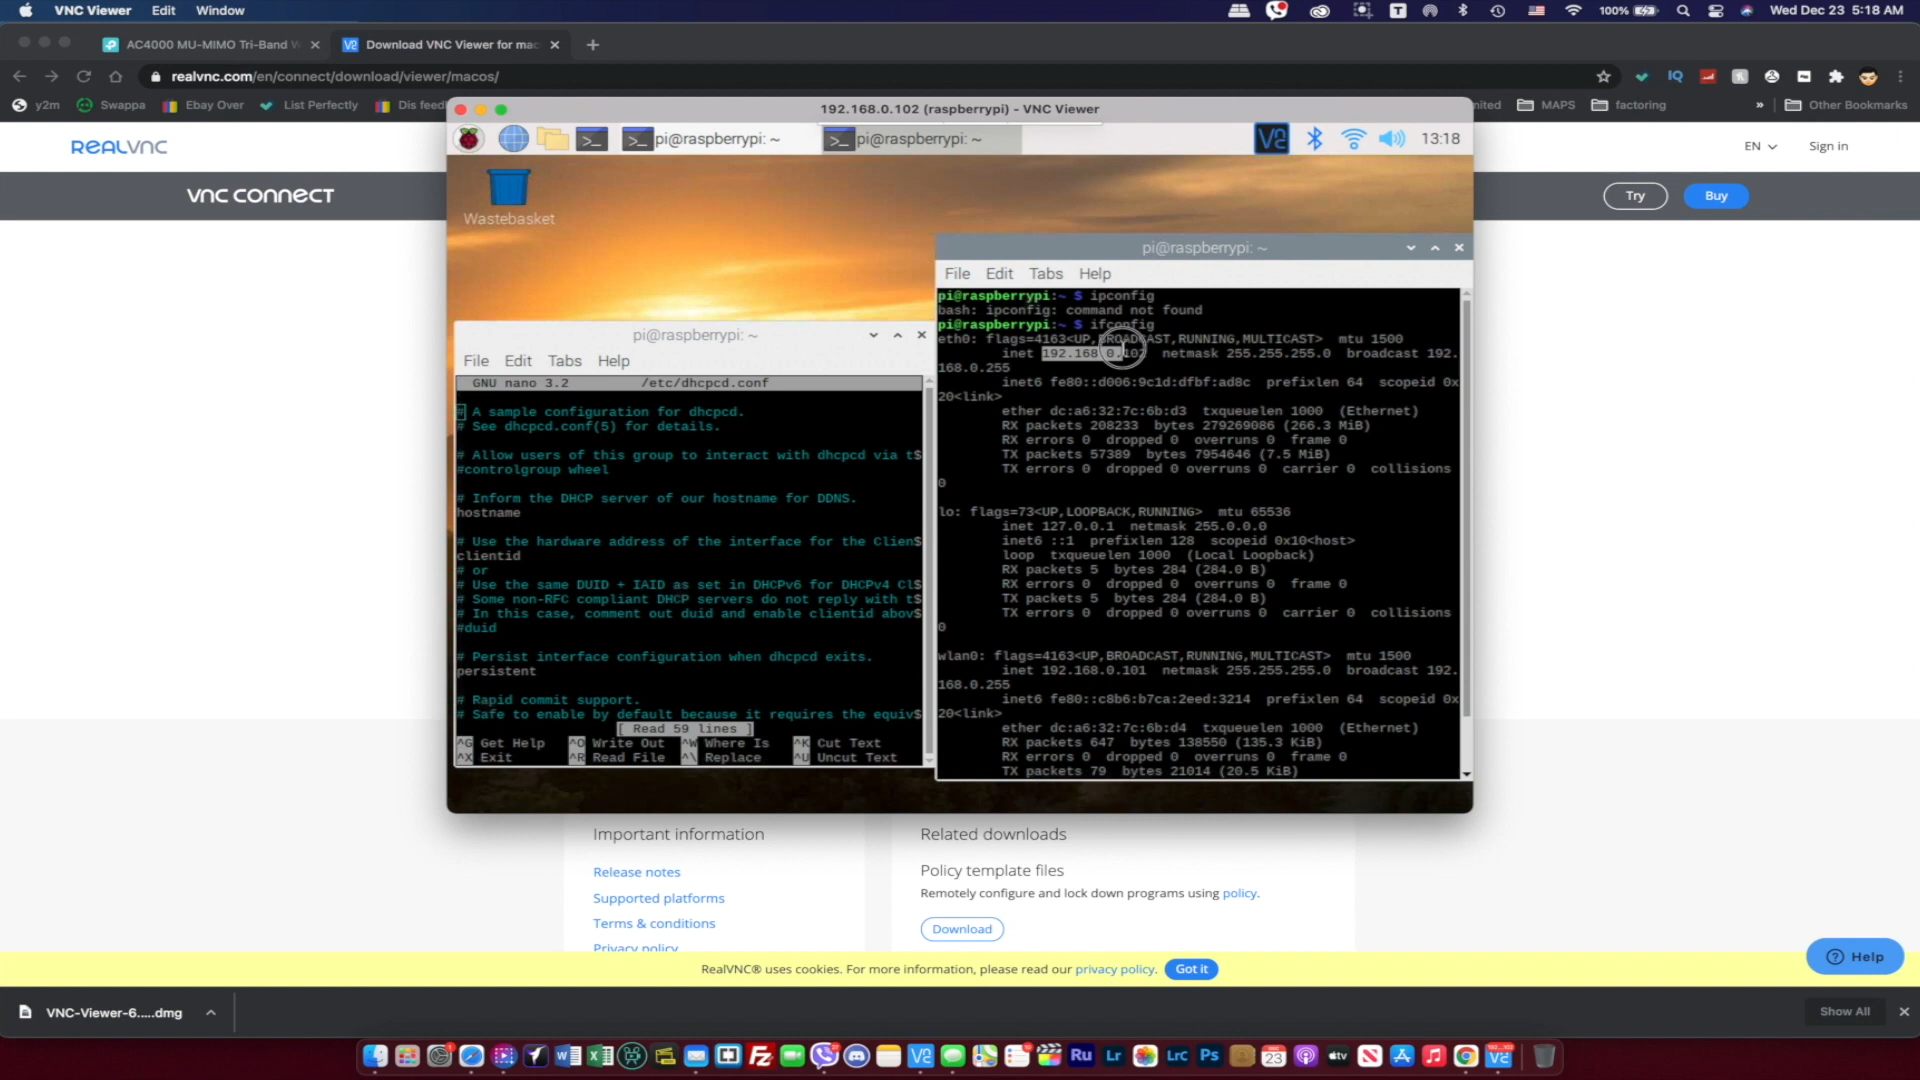 VNC Viewer Edit Window
100% Wed Dec 23 5:18 AM
AC4000 MU-MIMO Tri-Band W
Download VNC Viewer for mac
realvnc.com/en/connect/download/viewer/macos/
y2m Swappa Ebay Over List Perfectly Dis feed
MAPS factoring » Other Bookmarks
REALVNC
EN Sign in
VNC CONNECT
Try Buy
192.168.0.102 (raspberrypi) - VNC Viewer
pi@raspberrypi: ~ pi@raspberrypi: ~ 13:18
Wastebasket
pi@raspberrypi: ~
File Edit Tabs Help
GNU nano 3.2 /etc/dhcpcd.conf
# A sample configuration for dhcpcd.
# See dhcpcd.conf(5) for details.
# Allow users of this group to interact with dhcpcd via t$
#controlgroup wheel
# Inform the DHCP server of our hostname for DDNS.
hostname
# Use the hardware address of the interface for the Clien$
clientid
# or
# Use the same DUID + IAID as set in DHCPv6 for DHCPv4 Cl$
# Some non-RFC compliant DHCP servers do not reply with t$
# In this case, comment out duid and enable clientid abov$
#duid
# Persist interface configuration when dhcpcd exits.
persistent
# Rapid commit support.
# Safe to enable by default because it requires the equiv$
[ Read 59 lines ]
^G Get Help ^O Write Out ^W Where Is ^K Cut Text
^X Exit ^R Read File ^\ Replace ^U Uncut Text
pi@raspberrypi: ~
File Edit Tabs Help
pi@raspberrypi:~ $ ipconfig
bash: ipconfig: command not found
pi@raspberrypi:~ $ ifconfig
eth0: flags=4163<UP,BROADCAST,RUNNING,MULTICAST> mtu 1500
inet 192.168.0.102 netmask 255.255.255.0 broadcast 192.
168.0.255
inet6 fe80::d006:9c1d:dfbf:ad8c prefixlen 64 scopeid 0x
20<link>
ether dc:a6:32:7c:6b:d3 txqueuelen 1000 (Ethernet)
RX packets 208233 bytes 279269086 (266.3 MiB)
RX errors 0 dropped 0 overruns 0 frame 0
TX packets 57389 bytes 7954646 (7.5 MiB)
TX errors 0 dropped 0 overruns 0 carrier 0 collisions
0
lo: flags=73<UP,LOOPBACK,RUNNING> mtu 65536
inet 127.0.0.1 netmask 255.0.0.0
inet6 ::1 prefixlen 128 scopeid 0x10<host>
loop txqueuelen 1000 (Local Loopback)
RX packets 5 bytes 284 (284.0 B)
RX errors 0 dropped 0 overruns 0 frame 0
TX packets 5 bytes 284 (284.0 B)
TX errors 0 dropped 0 overruns 0 carrier 0 collisions
0
wlan0: flags=4163<UP,BROADCAST,RUNNING,MULTICAST> mtu 1500
inet 192.168.0.101 netmask 255.255.255.0 broadcast 192.
168.0.255
inet6 fe80::c8b6:b7ca:2eed:3214 prefixlen 64 scopeid 0x
20<link>
ether dc:a6:32:7c:6b:d4 txqueuelen 1000 (Ethernet)
RX packets 647 bytes 138550 (135.3 KiB)
RX errors 0 dropped 0 overruns 0 frame 0
TX packets 79 bytes 21014 (20.5 KiB)
Important information
Release notes
Supported platforms
Terms & conditions
Privacy policy
Related downloads
Policy template files
Remotely configure and lock down programs using policy.
Download
RealVNC® uses cookies. For more information, please read our privacy policy. Got it
Help
VNC-Viewer-6.....dmg
Show All
Ru Lr Lrc Ps 23 tv